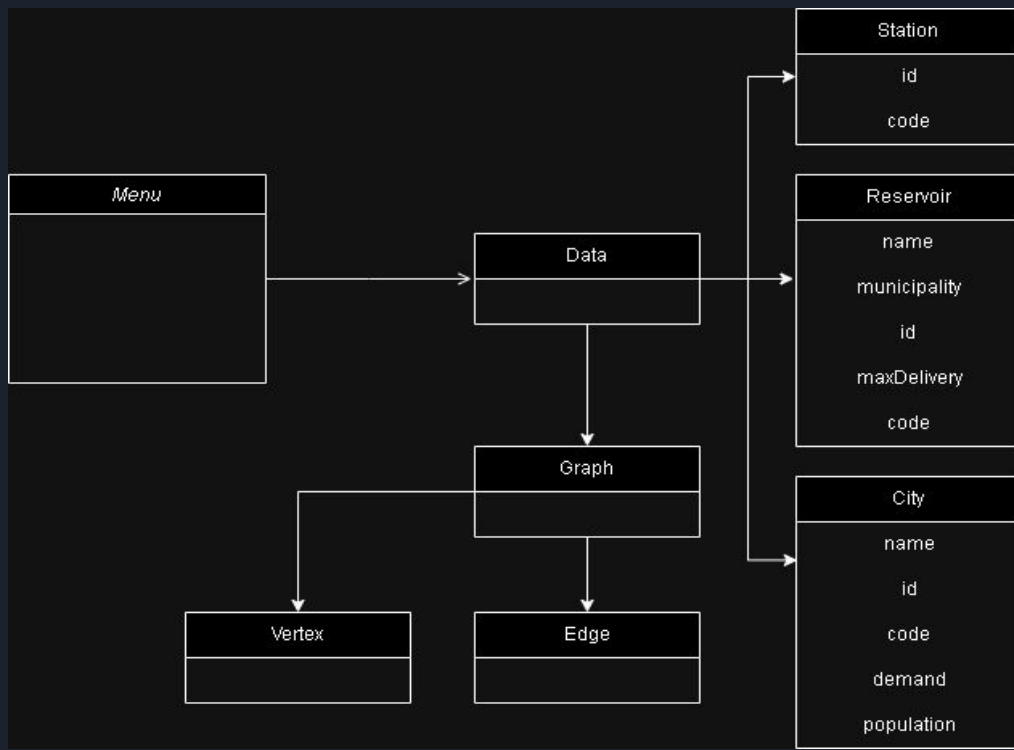 Menu
Data
Graph
Vertex
Edge
Station
id
code
Reservoir
name
municipality
id
maxDelivery
code
City
name
id
code
demand
population